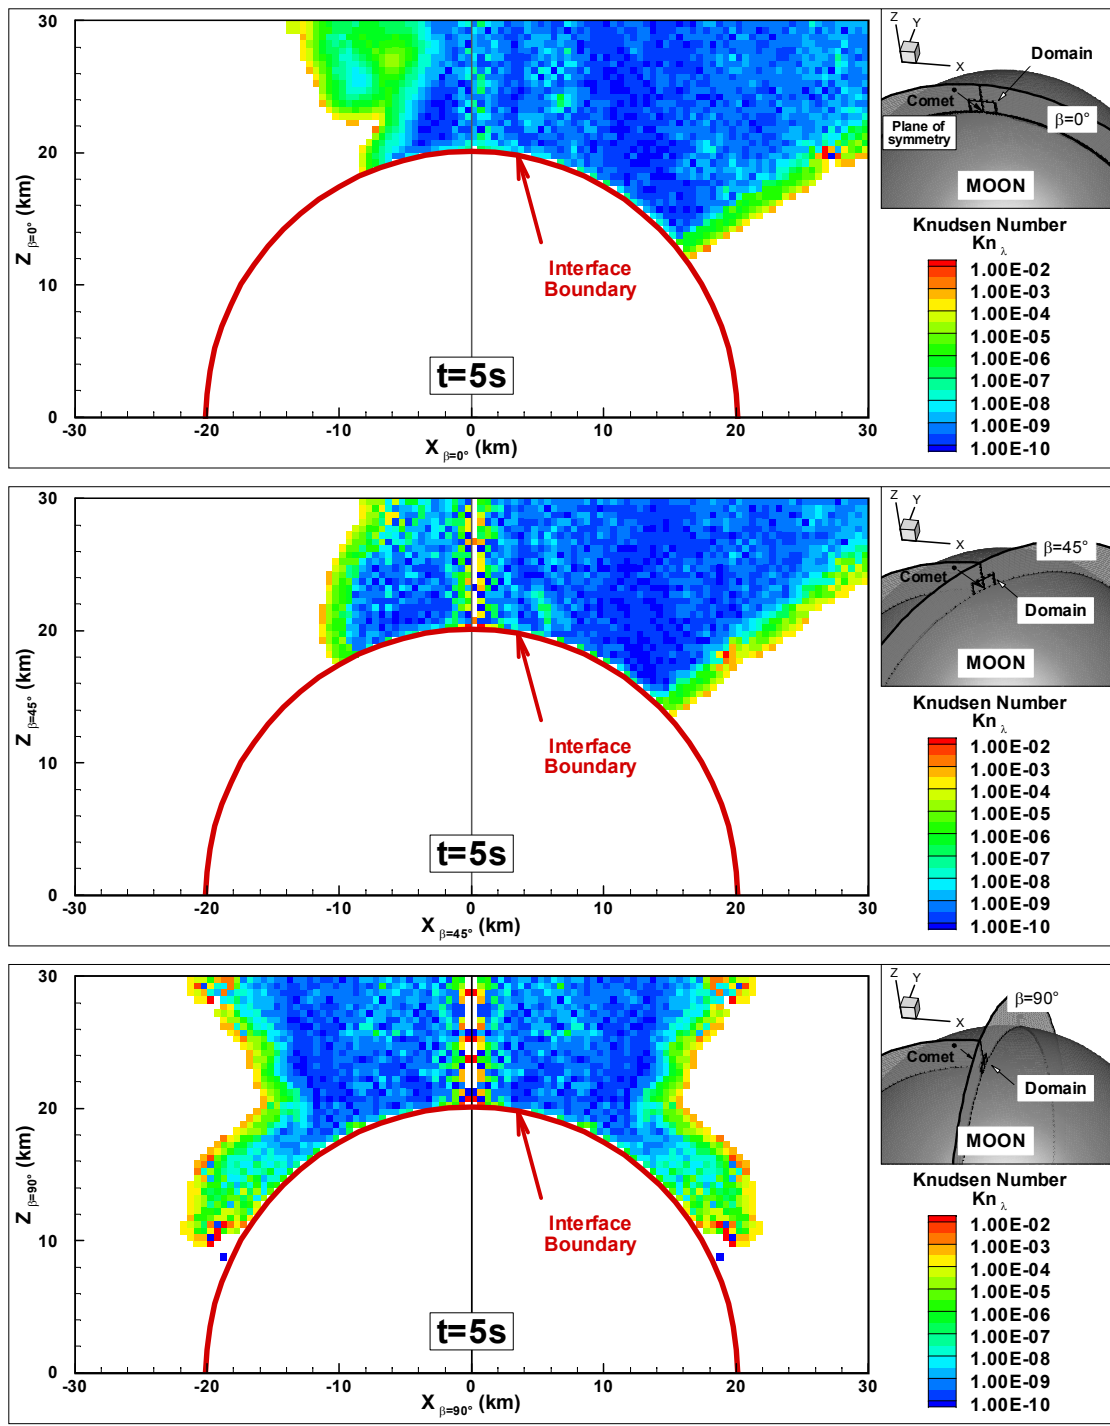 30
20
10
0
-30 -20 -10 0 10 20 30
Z β=0° (km)
X β=0° (km)
Interface
Boundary
t=5s
Z
Y
X
Domain
Comet
β=0°
Plane of
symmetry
MOON
Knudsen Number
Kn λ
1.00E-02
1.00E-03
1.00E-04
1.00E-05
1.00E-06
1.00E-07
1.00E-08
1.00E-09
1.00E-10
30
20
10
0
-30 -20 -10 0 10 20 30
Z β=45° (km)
X β=45° (km)
Interface
Boundary
t=5s
Z
Y
X
β=45°
Comet
Domain
MOON
Knudsen Number
Kn λ
1.00E-02
1.00E-03
1.00E-04
1.00E-05
1.00E-06
1.00E-07
1.00E-08
1.00E-09
1.00E-10
30
20
10
0
-30 -20 -10 0 10 20 30
Z β=90° (km)
X β=90° (km)
Interface
Boundary
t=5s
Z
Y
X
β=90°
Comet
Domain
MOON
Knudsen Number
Kn λ
1.00E-02
1.00E-03
1.00E-04
1.00E-05
1.00E-06
1.00E-07
1.00E-08
1.00E-09
1.00E-10